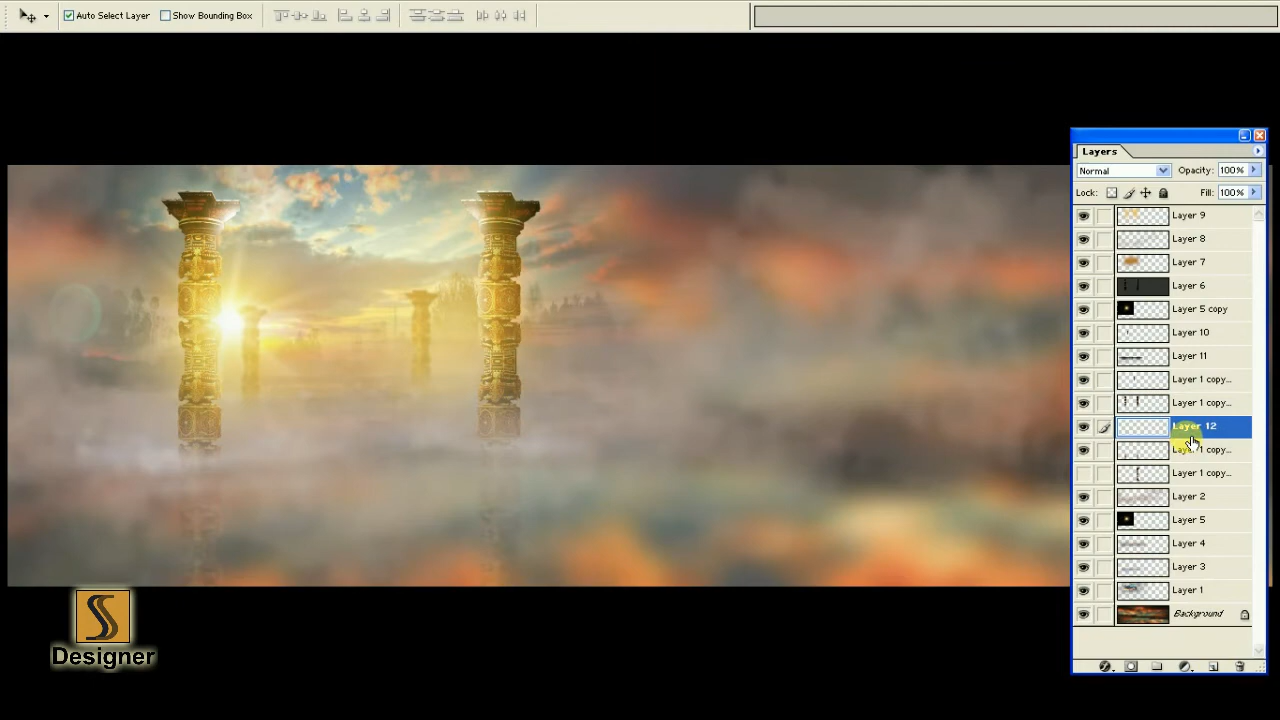 Auto Select Layer Show Bounding Box
Layers
Normal Opacity: 100%
Lock: Fill: 100%
Layer 9
Layer 8
Layer 7
Layer 6
Layer 5 copy
Layer 10
Layer 11
Layer 1 copy...
Layer 1 copy...
Layer 12
Layer 1 copy...
Layer 1 copy...
Layer 2
Layer 5
Layer 4
Layer 3
Layer 1
Background
Designer